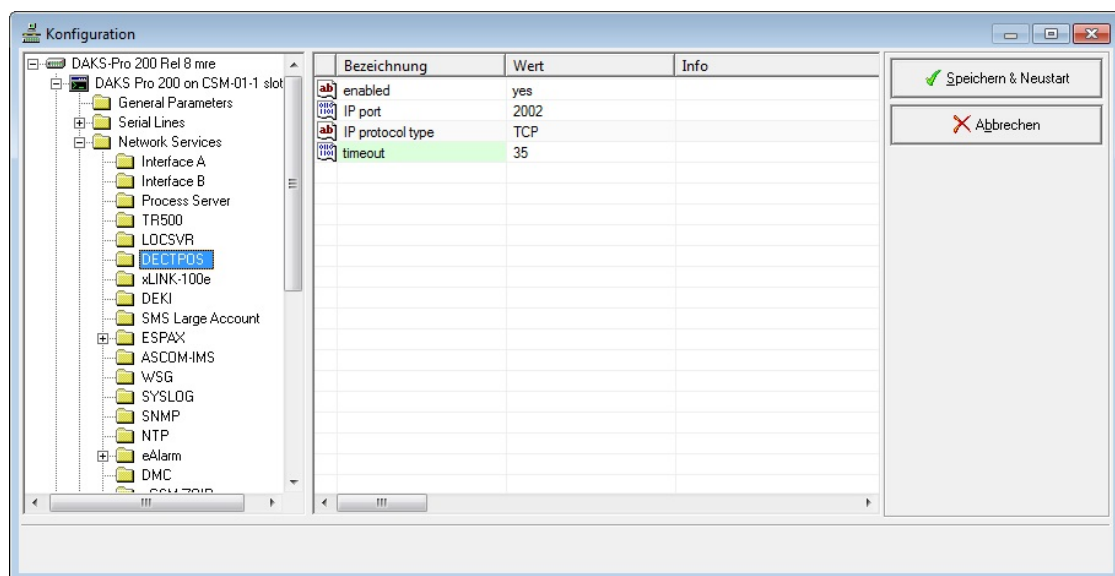 Konfiguration
DAKS-Pro 200 Rel 8 mre
DAKS Pro 200 on CSM-01-1 slot
General Parameters
Serial Lines
Network Services
Interface A
Interface B
Process Server
TR500
LOCSVR
DECTPOS
xLINK-100e
DEKI
SMS Large Account
ESPAX
ASCOM-IMS
WSG
SYSLOG
SNMP
NTP
eAlarm
DMC
Bezeichnung Wert Info
enabled yes
IP port 2002
IP protocol type TCP
timeout 35
Speichern & Neustart
Abbrechen